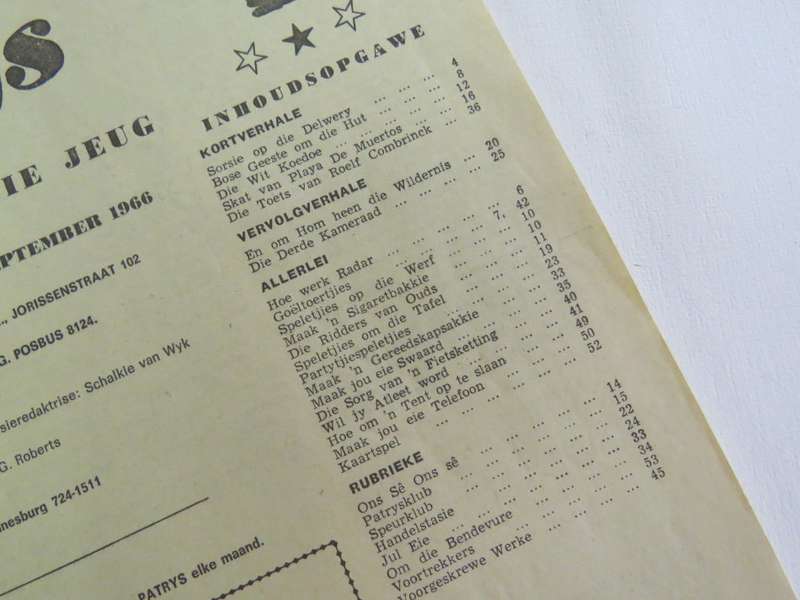 YS
IE JEUG
EPTEMBER 1966
., JORISSENSTRAAT 102
G. POSBUS 8124.
sieredaktrise: Schalkie van Wyk
G. Roberts
nnesburg 724-1511
PATRYS elke maand.
INHOUDSOPGAWE
KORTVERHALE
Sorsie op die Delwery ... ... ... 4
Bose Geeste om die Hut ... ... ... 8
Die Wit Koedoe ... ... ... ... ... 12
Skat van Playa De Muertos ... ... 16
Die Toets van Roelf Combrinck ... 36
VERVOLGVERHALE
En om Hom heen die Wildernis ... 20
Die Derde Kameraad ... ... ... ... 25
ALLERLEI
Hoe werk Radar ... ... ... ... ... 6
Goëltoertjies ... ... ... ... ... 7, 42
Speletjies op die Werf ... ... ... 10
Maak 'n Sigaretbakkie ... ... ... 10
Die Ridders van Ouds ... ... ... 11
Speletjies om die Tafel ... ... ... 19
Partytjiespeletjies ... ... ... ... 23
Maak 'n Gereedskapsakkie ... ... 33
Maak jou eie Swaard ... ... ... 35
Die Sorg van 'n Fietsketting ... ... 40
Wil jy Atleet word ... ... ... ... 41
Hoe om 'n Tent op te slaan ... ... 49
Maak jou eie Telefoon ... ... ... 50
Kaartspel ... ... ... ... ... ... 52
RUBRIEKE
Ons Sê Ons sê ... ... ... ... ... 14
Patrysklub ... ... ... ... ... ... 15
Speurklub ... ... ... ... ... ... 22
Handelstasie ... ... ... ... ... ... 24
Jul Eie ... ... ... ... ... ... ... 33
Om die Bendevure ... ... ... ... 34
Voortrekkers ... ... ... ... ... ... 53
Voorgeskrewe Werke ... ... ... ... 45